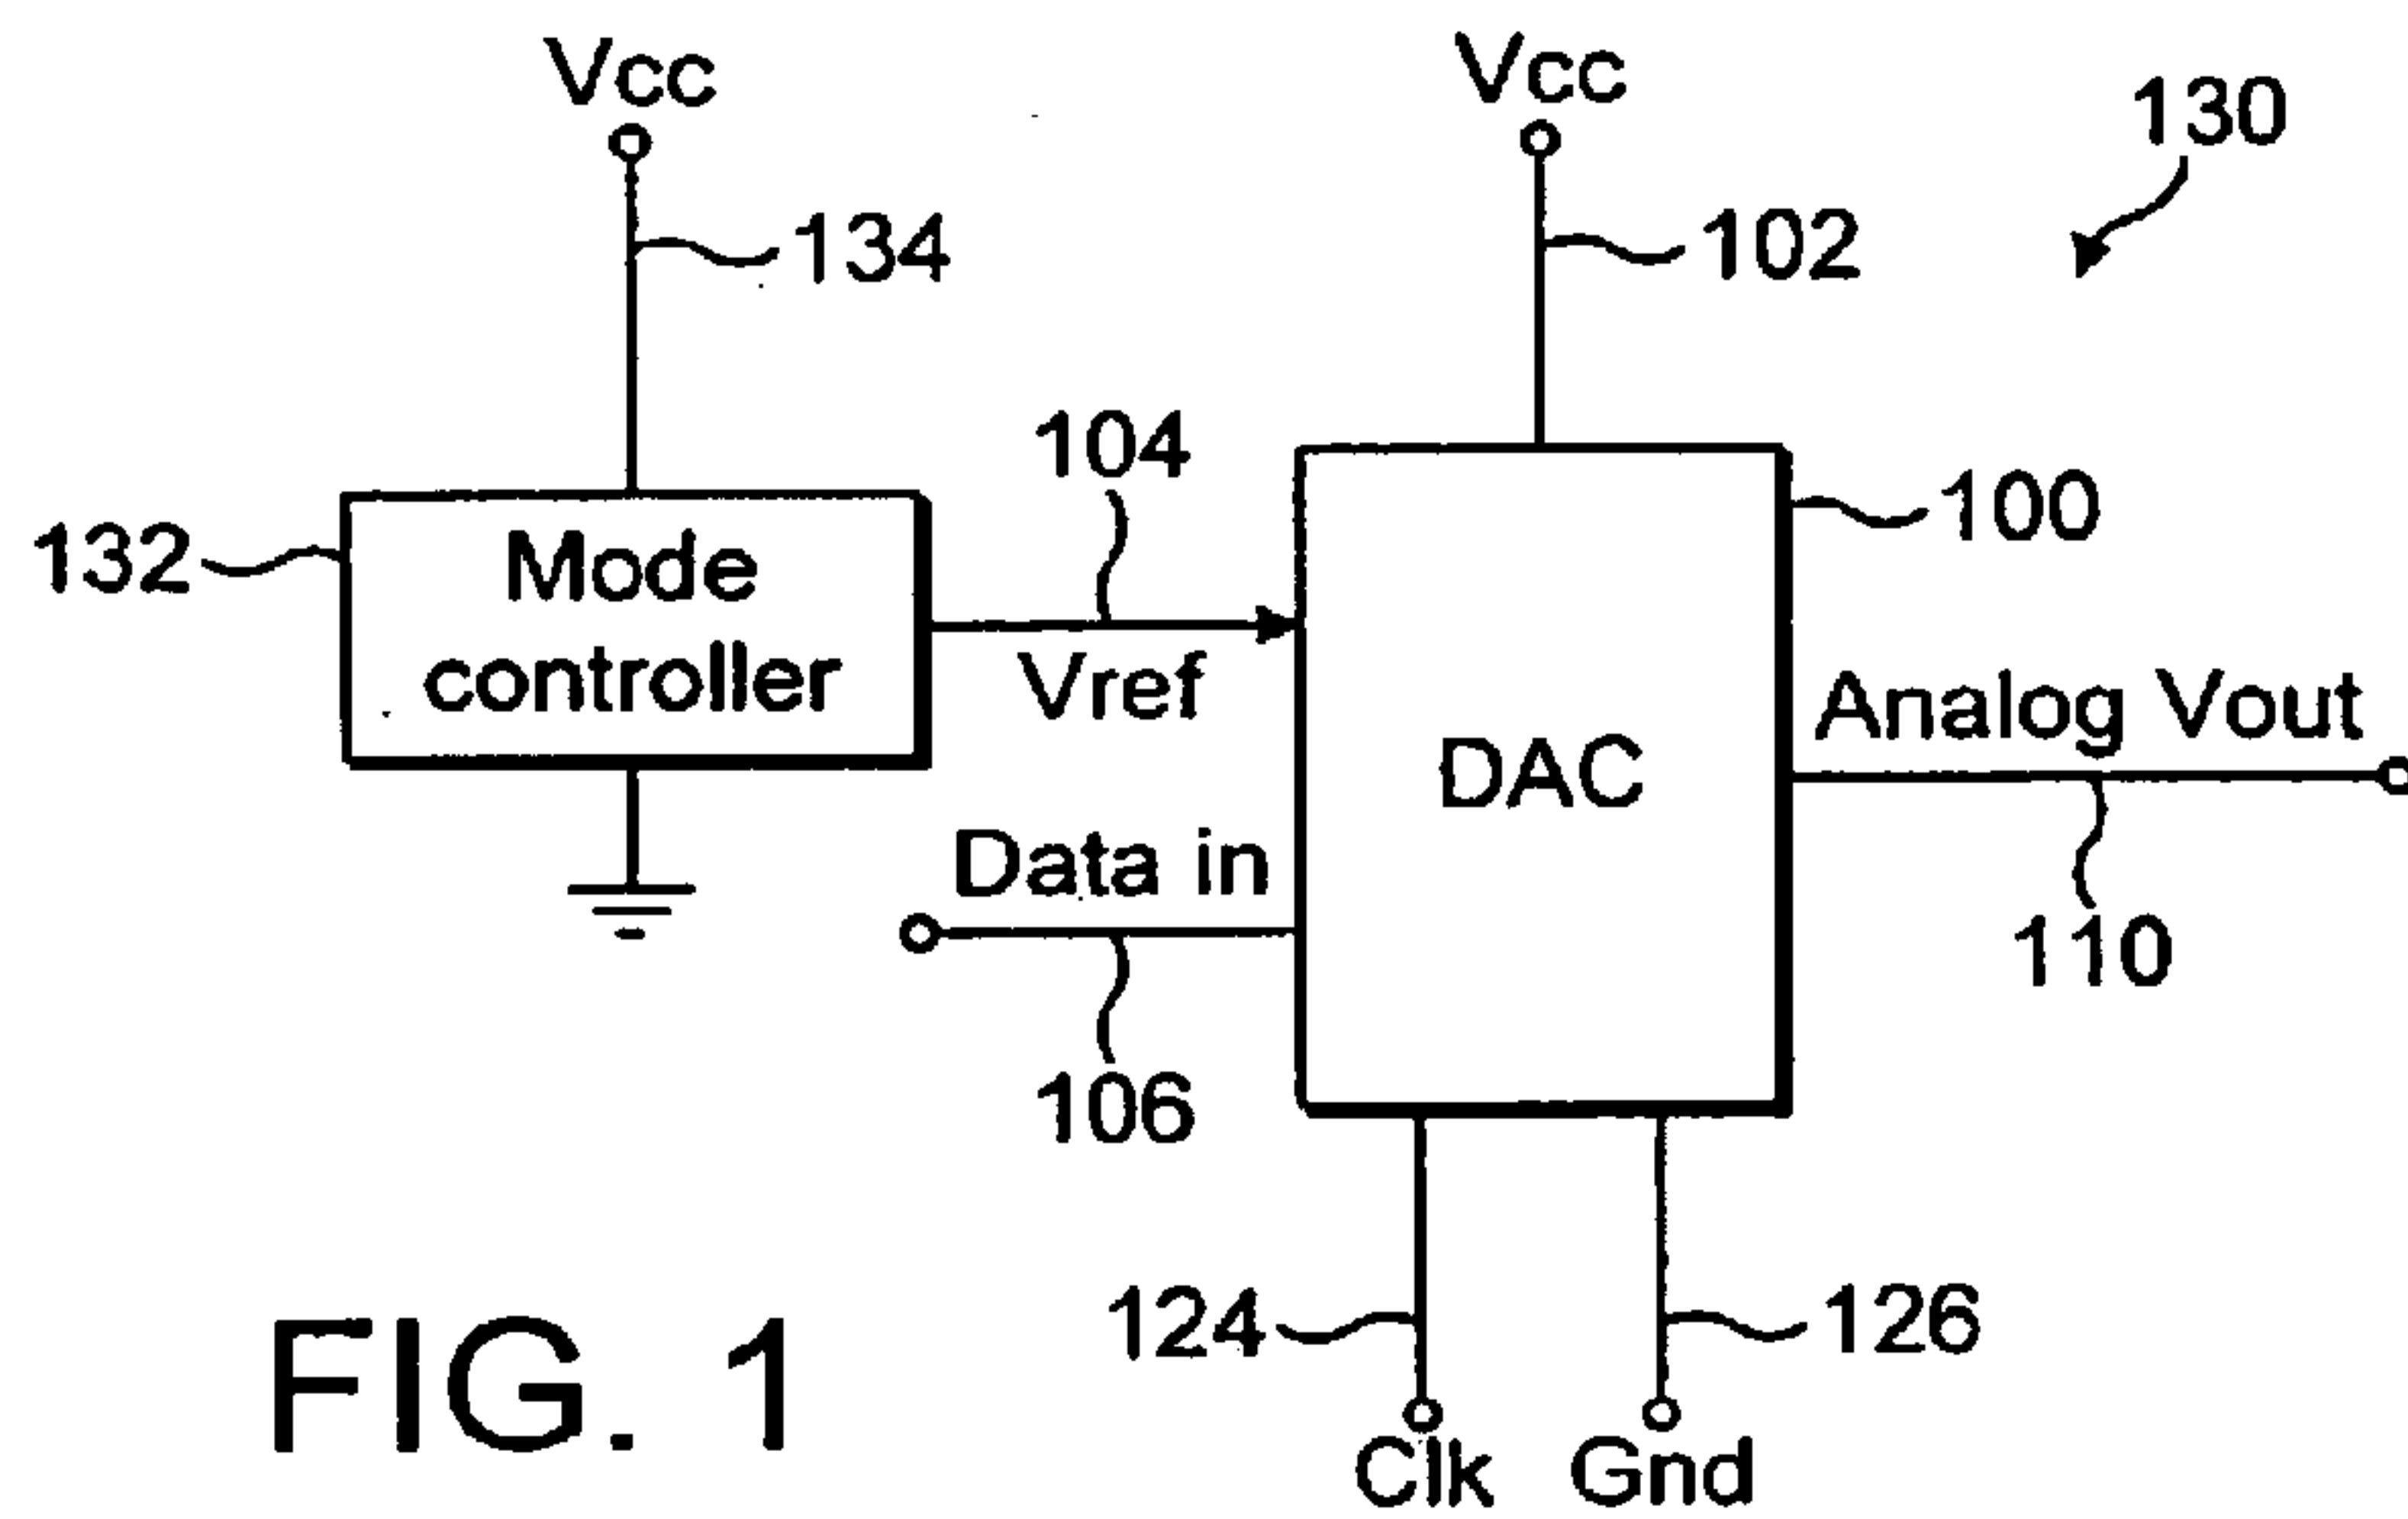 Vcc
Vcc
130
134
102
104
100
132
Mode
controller
Vref
Analog Vout
DAC
Data in
110
106
124
126
FIG. 1
Clk
Gnd